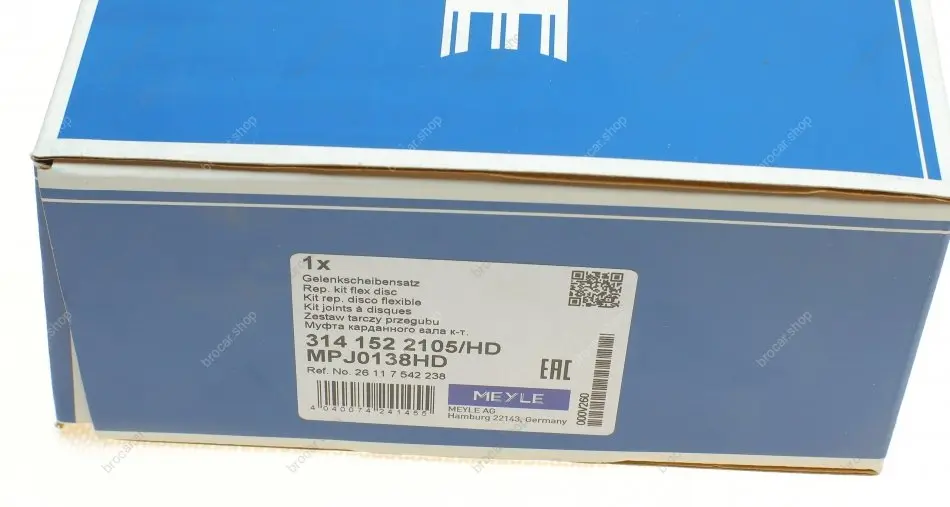 E
1x
Gelenkscheibensatz
Rep. kit flex disc
Kit rep. disco flexible
Kit joints à disques
Zestaw tarczy przegubu
Муфта карданного вала к-т.
314 152 2105/HD
MPJ0138HD
Ref. No. 26 11 7 542 238
EAC
4 040074 241455
MEYLE
MEYLE AG
Hamburg 22143, Germany
000V260
brocar.shop